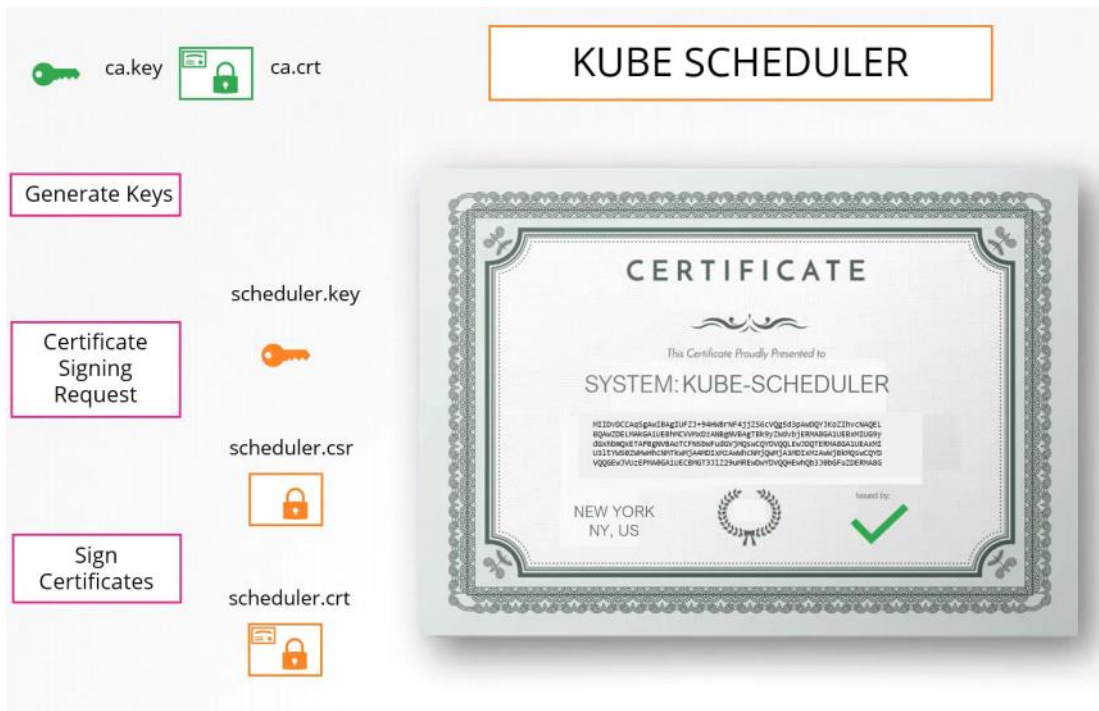 ca.key
ca.crt
KUBE SCHEDULER
Generate Keys
scheduler.key
Certificate
Signing
Request
scheduler.csr
Sign
Certificates
scheduler.crt
CERTIFICATE
This Certificate Proudly Presented to
SYSTEM:KUBE-SCHEDULER
NEW YORK
NY, US
Issued by: